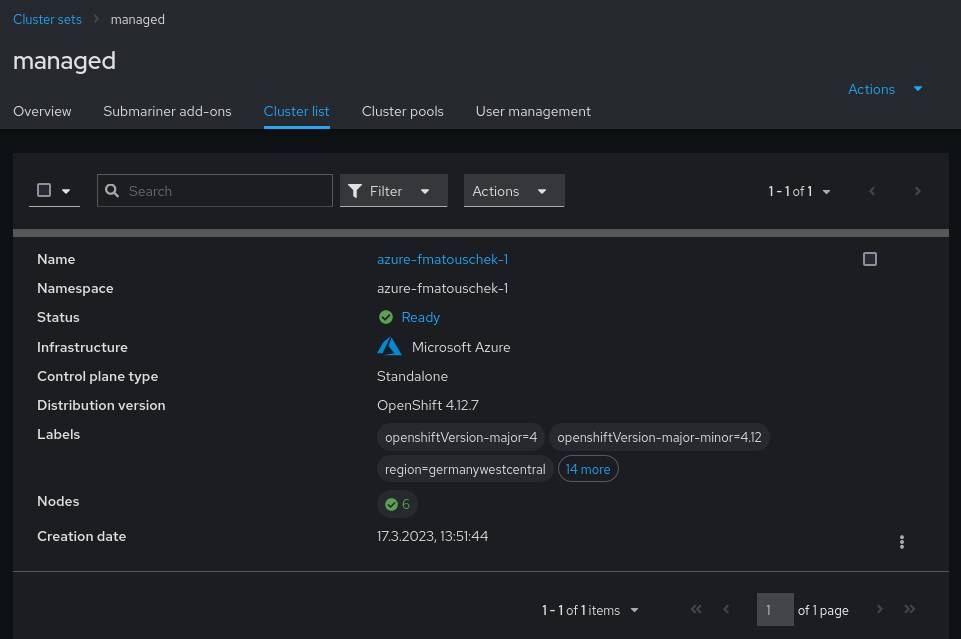 Cluster sets managed
managed
Actions
Overview Submariner add-ons Cluster list Cluster pools User management
Search Filter Actions 1 - 1 of 1
Name azure-fmatouschek-1
Namespace azure-fmatouschek-1
Status Ready
Infrastructure Microsoft Azure
Control plane type Standalone
Distribution version OpenShift 4.12.7
Labels openshiftVersion-major=4 openshiftVersion-major-minor=4.12
region=germanywestcentral 14 more
Nodes 6
Creation date 17.3.2023, 13:51:44
1 - 1 of 1 items 1 of 1 page